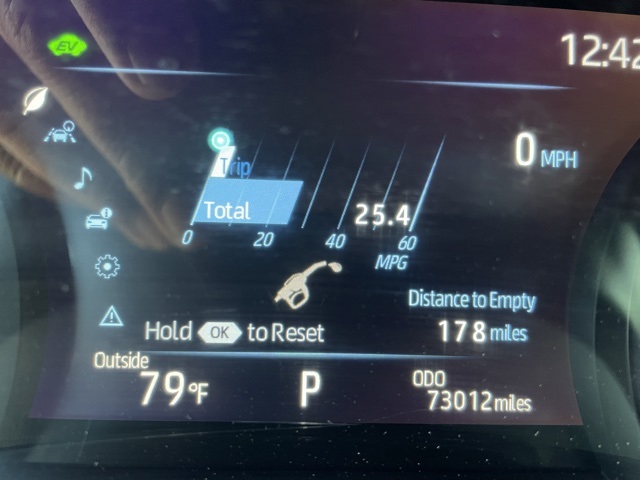 EV
12:42
0 MPH
Trip
Total
25.4
0 20 40 60
MPG
Distance to Empty
178 miles
Hold OK to Reset
Outside
79°F
P
ODO
73012 miles